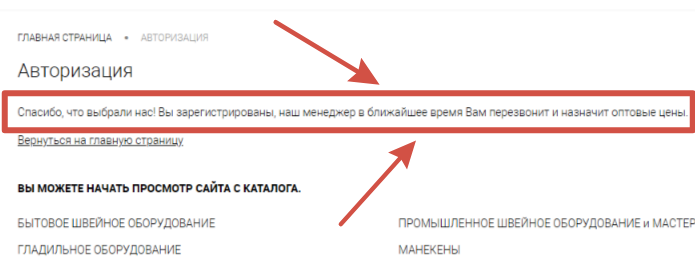 ГЛАВНАЯ СТРАНИЦА • АВТОРИЗАЦИЯ
Авторизация
Спасибо, что выбрали нас! Вы зарегистрированы, наш менеджер в ближайшее время Вам перезвонит и назначит оптовые цены.
Вернуться на главную страницу
ВЫ МОЖЕТЕ НАЧАТЬ ПРОСМОТР САЙТА С КАТАЛОГА.
БЫТОВОЕ ШВЕЙНОЕ ОБОРУДОВАНИЕ ПРОМЫШЛЕННОЕ ШВЕЙНОЕ ОБОРУДОВАНИЕ и МАСТЕР
ГЛАДИЛЬНОЕ ОБОРУДОВАНИЕ МАНЕКЕНЫ